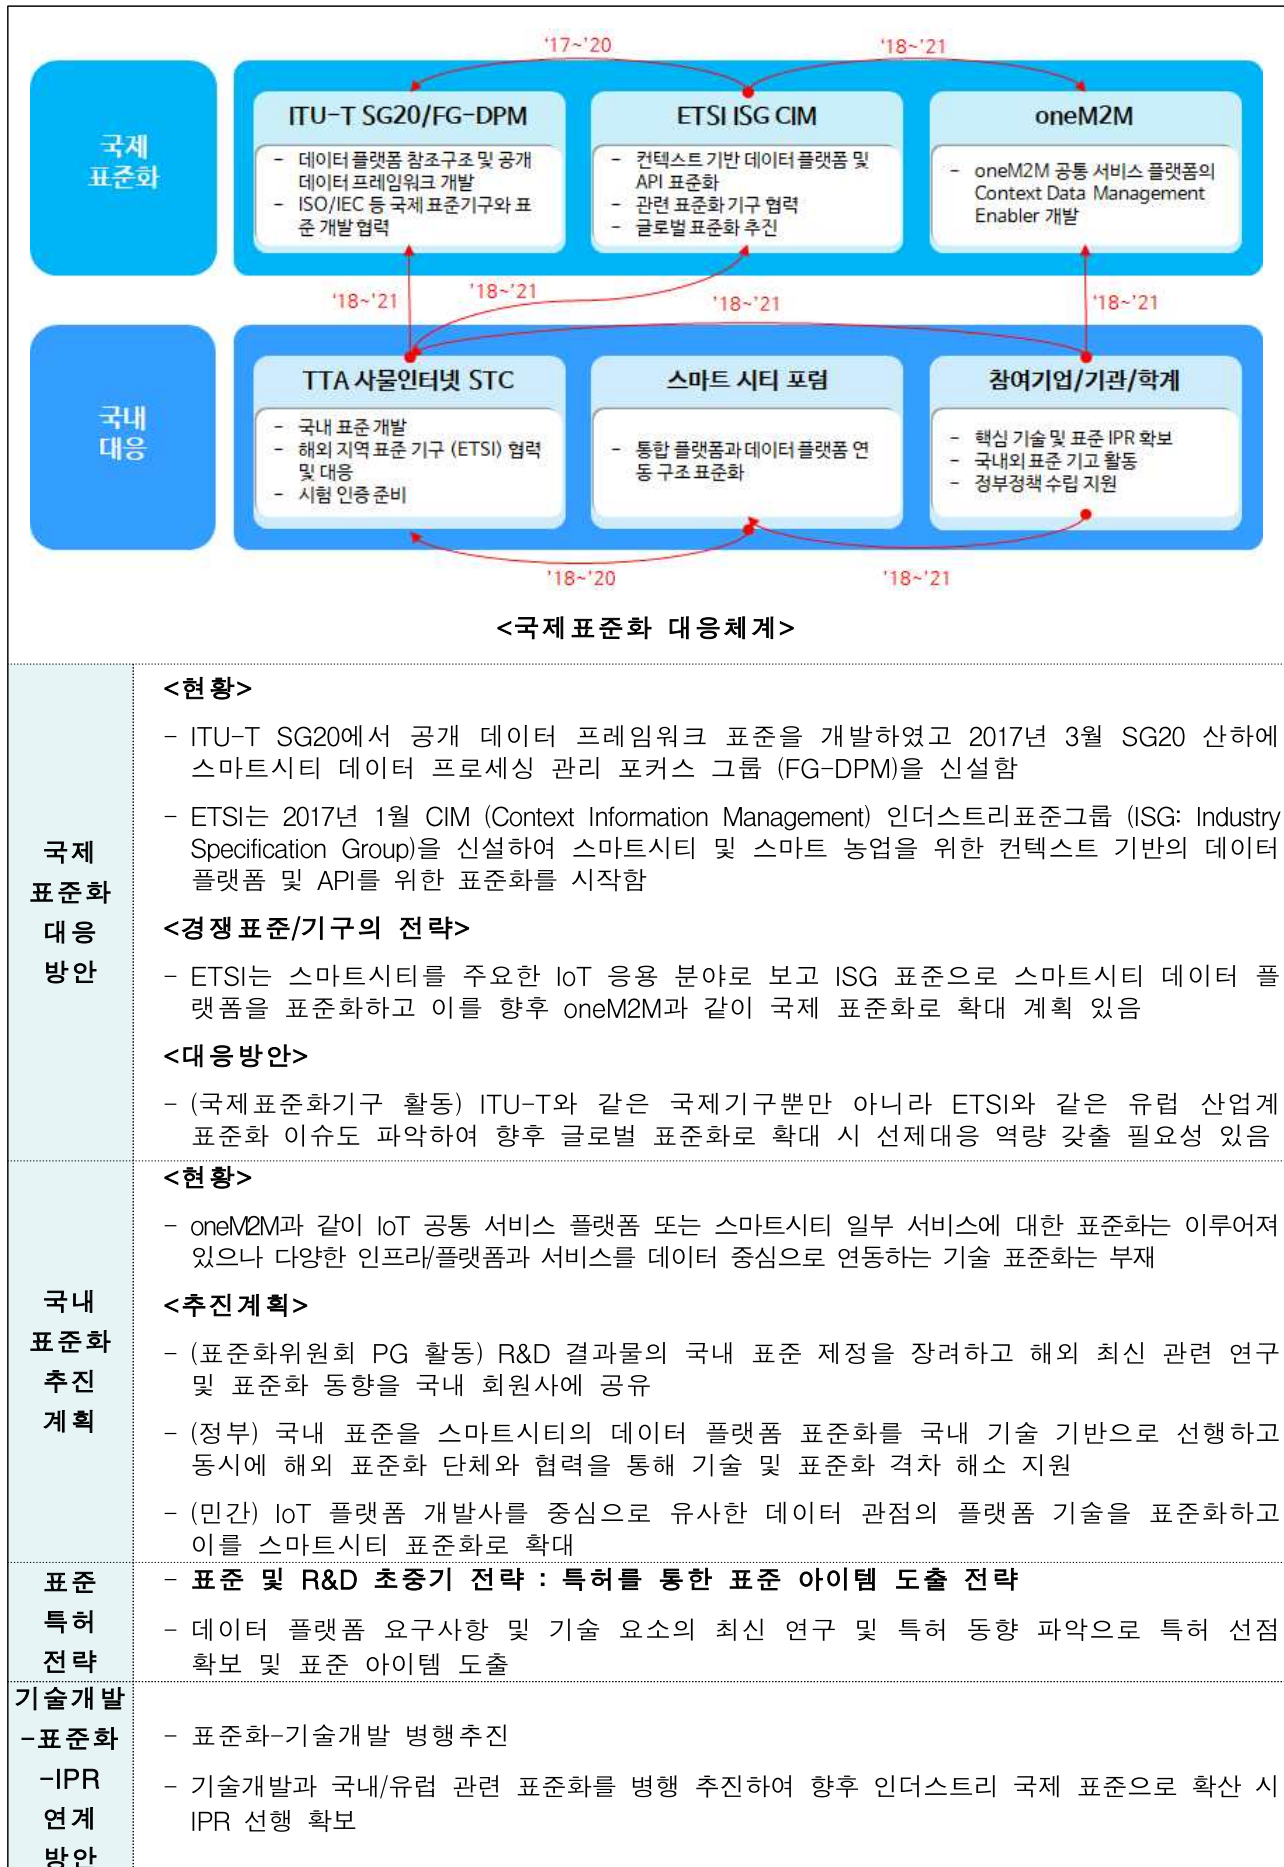 '17~'20
'18~'21
국제
표준화
ITU-T SG20/FG-DPM
- 데이터 플랫폼 참조구조 및 공개
데이터 프레임워크 개발
- ISO/IEC 등 국제 표준기구와 표
준 개발 협력
ETSI ISG CIM
- 컨텍스트 기반 데이터 플랫폼 및
API 표준화
- 관련 표준화 기구 협력
- 글로벌 표준화 추진
oneM2M
- oneM2M 공통 서비스 플랫폼의
Context Data Management
Enabler 개발
'18~'21
'18~'21
'18~'21
'18~'21
국내
대응
TTA 사물인터넷 STC
- 국내 표준 개발
- 해외 지역 표준 기구 (ETSI) 협력
및 대응
- 시험 인증 준비
스마트 시티 포럼
- 통합 플랫폼과 데이터 플랫폼 연
동 구조 표준화
참여기업/기관/학계
- 핵심 기술 및 표준 IPR 확보
- 국내외 표준 기고 활동
- 정부정책 수립 지원
'18~'20
'18~'21
<국제표준화 대응체계>
국제
표준화
대응
방안
<현황>
- ITU-T SG20에서 공개 데이터 프레임워크 표준을 개발하였고 2017년 3월 SG20 산하에
스마트시티 데이터 프로세싱 관리 포커스 그룹 (FG-DPM)을 신설함
- ETSI는 2017년 1월 CIM (Context Information Management) 인더스트리표준그룹 (ISG: Industry
Specification Group)을 신설하여 스마트시티 및 스마트 농업을 위한 컨텍스트 기반의 데이터
플랫폼 및 API를 위한 표준화를 시작함
<경쟁표준/기구의 전략>
- ETSI는 스마트시티를 주요한 IoT 응용 분야로 보고 ISG 표준으로 스마트시티 데이터 플
랫폼을 표준화하고 이를 향후 oneM2M과 같이 국제 표준화로 확대 계획 있음
<대응방안>
- (국제표준화기구 활동) ITU-T와 같은 국제기구뿐만 아니라 ETSI와 같은 유럽 산업계
표준화 이슈도 파악하여 향후 글로벌 표준화로 확대 시 선제대응 역량 갖출 필요성 있음
국내
표준화
추진
계획
<현황>
- oneM2M과 같이 IoT 공통 서비스 플랫폼 또는 스마트시티 일부 서비스에 대한 표준화는 이루어져
있으나 다양한 인프라/플랫폼과 서비스를 데이터 중심으로 연동하는 기술 표준화는 부재
<추진계획>
- (표준화위원회 PG 활동) R&D 결과물의 국내 표준 제정을 장려하고 해외 최신 관련 연구
및 표준화 동향을 국내 회원사에 공유
- (정부) 국내 표준을 스마트시티의 데이터 플랫폼 표준화를 국내 기술 기반으로 선행하고
동시에 해외 표준화 단체와 협력을 통해 기술 및 표준화 격차 해소 지원
- (민간) IoT 플랫폼 개발사를 중심으로 유사한 데이터 관점의 플랫폼 기술을 표준화하고
이를 스마트시티 표준화로 확대
표준
특허
전략
- 표준 및 R&D 초중기 전략 : 특허를 통한 표준 아이템 도출 전략
- 데이터 플랫폼 요구사항 및 기술 요소의 최신 연구 및 특허 동향 파악으로 특허 선점
확보 및 표준 아이템 도출
기술개발
-표준화
-IPR
연계
방안
- 표준화-기술개발 병행추진
- 기술개발과 국내/유럽 관련 표준화를 병행 추진하여 향후 인더스트리 국제 표준으로 확산 시
IPR 선행 확보